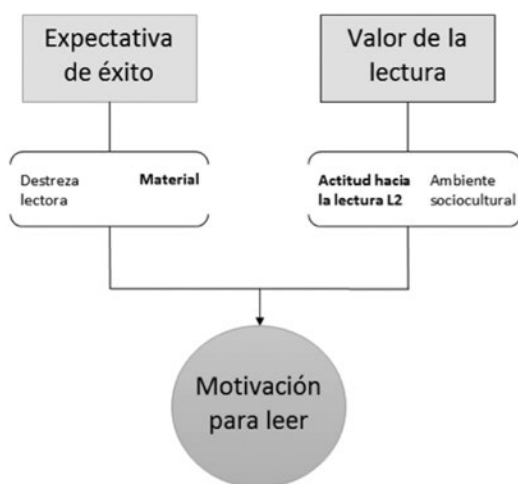 Expectativa
de éxito
Valor de la
lectura
Destreza
lectora
Material
Actitud hacia
la lectura L2
Ambiente
sociocultural
Motivación
para leer